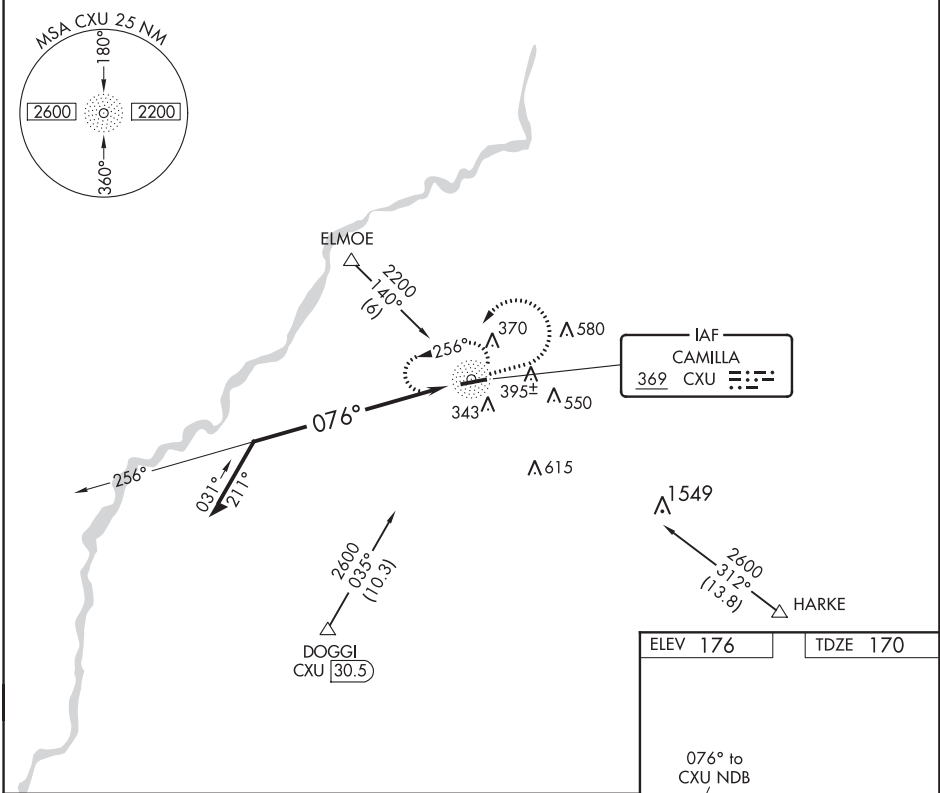 MSA CXU 25 NM
180°
2600
2200
360°
ELMOE
2200
140°
(6)
256°
370
580
IAF
CAMILLA
369 CXU
395±
550
343
076°
615
256°
031°
211°
1549
2600
035°
(10.3)
2600
312°
(13.8)
HARKE
DOGGI
CXU 30.5
ELEV 176
TDZE 170
076° to
CXU NDB